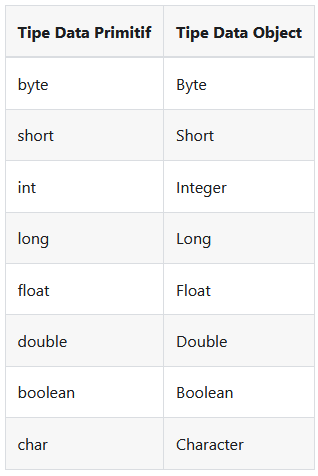 Tipe Data Primitif Tipe Data Object
byte Byte
short Short
int Integer
long Long
float Float
double Double
boolean Boolean
char Character